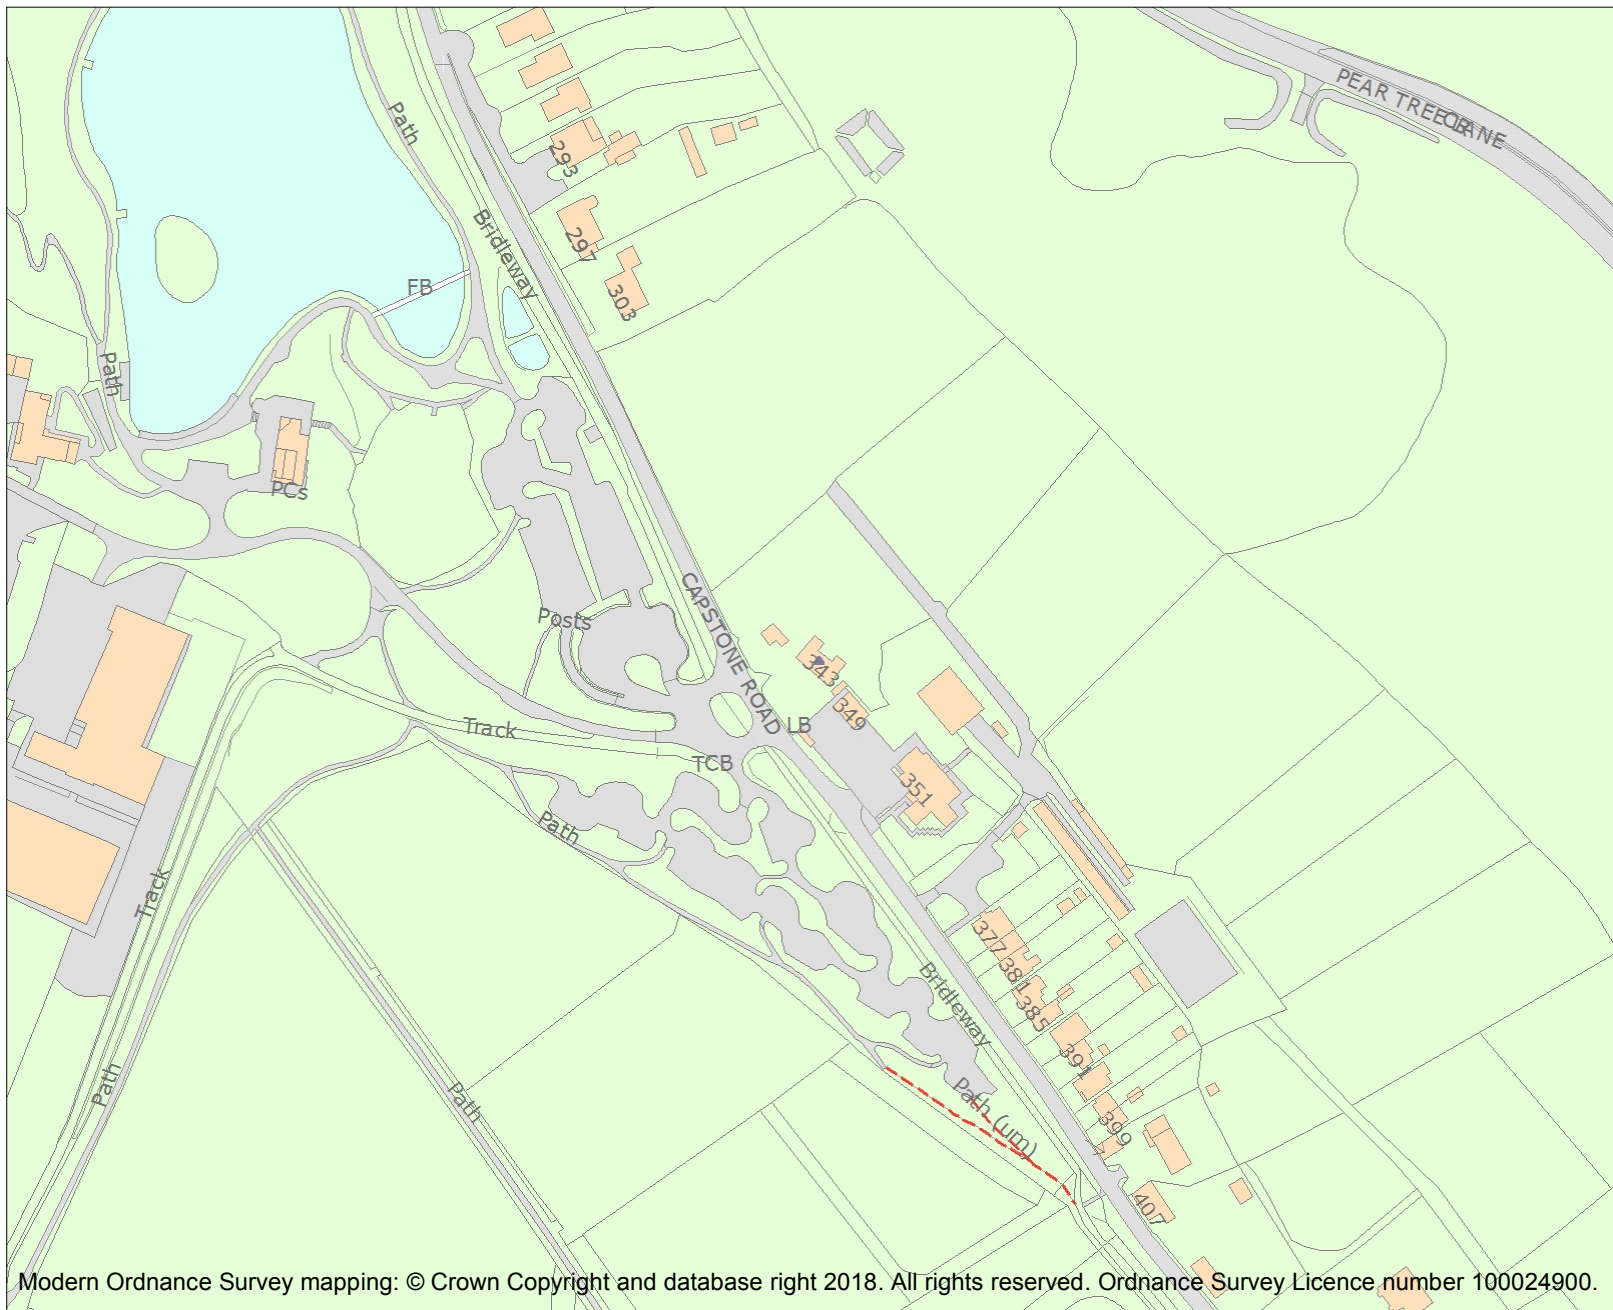 PEAR TREE LANE
Path
293
Bridleway
297
FB
303
Path
PCs
CAPSTONE ROAD
Posts
343
349
LB
Track
TCB
351
Path
Track
377
381
Bridleway
385
391
Path
Path
Path (um)
399
407
Modern Ordnance Survey mapping: © Crown Copyright and database right 2018. All rights reserved. Ordnance Survey Licence number 100024900.